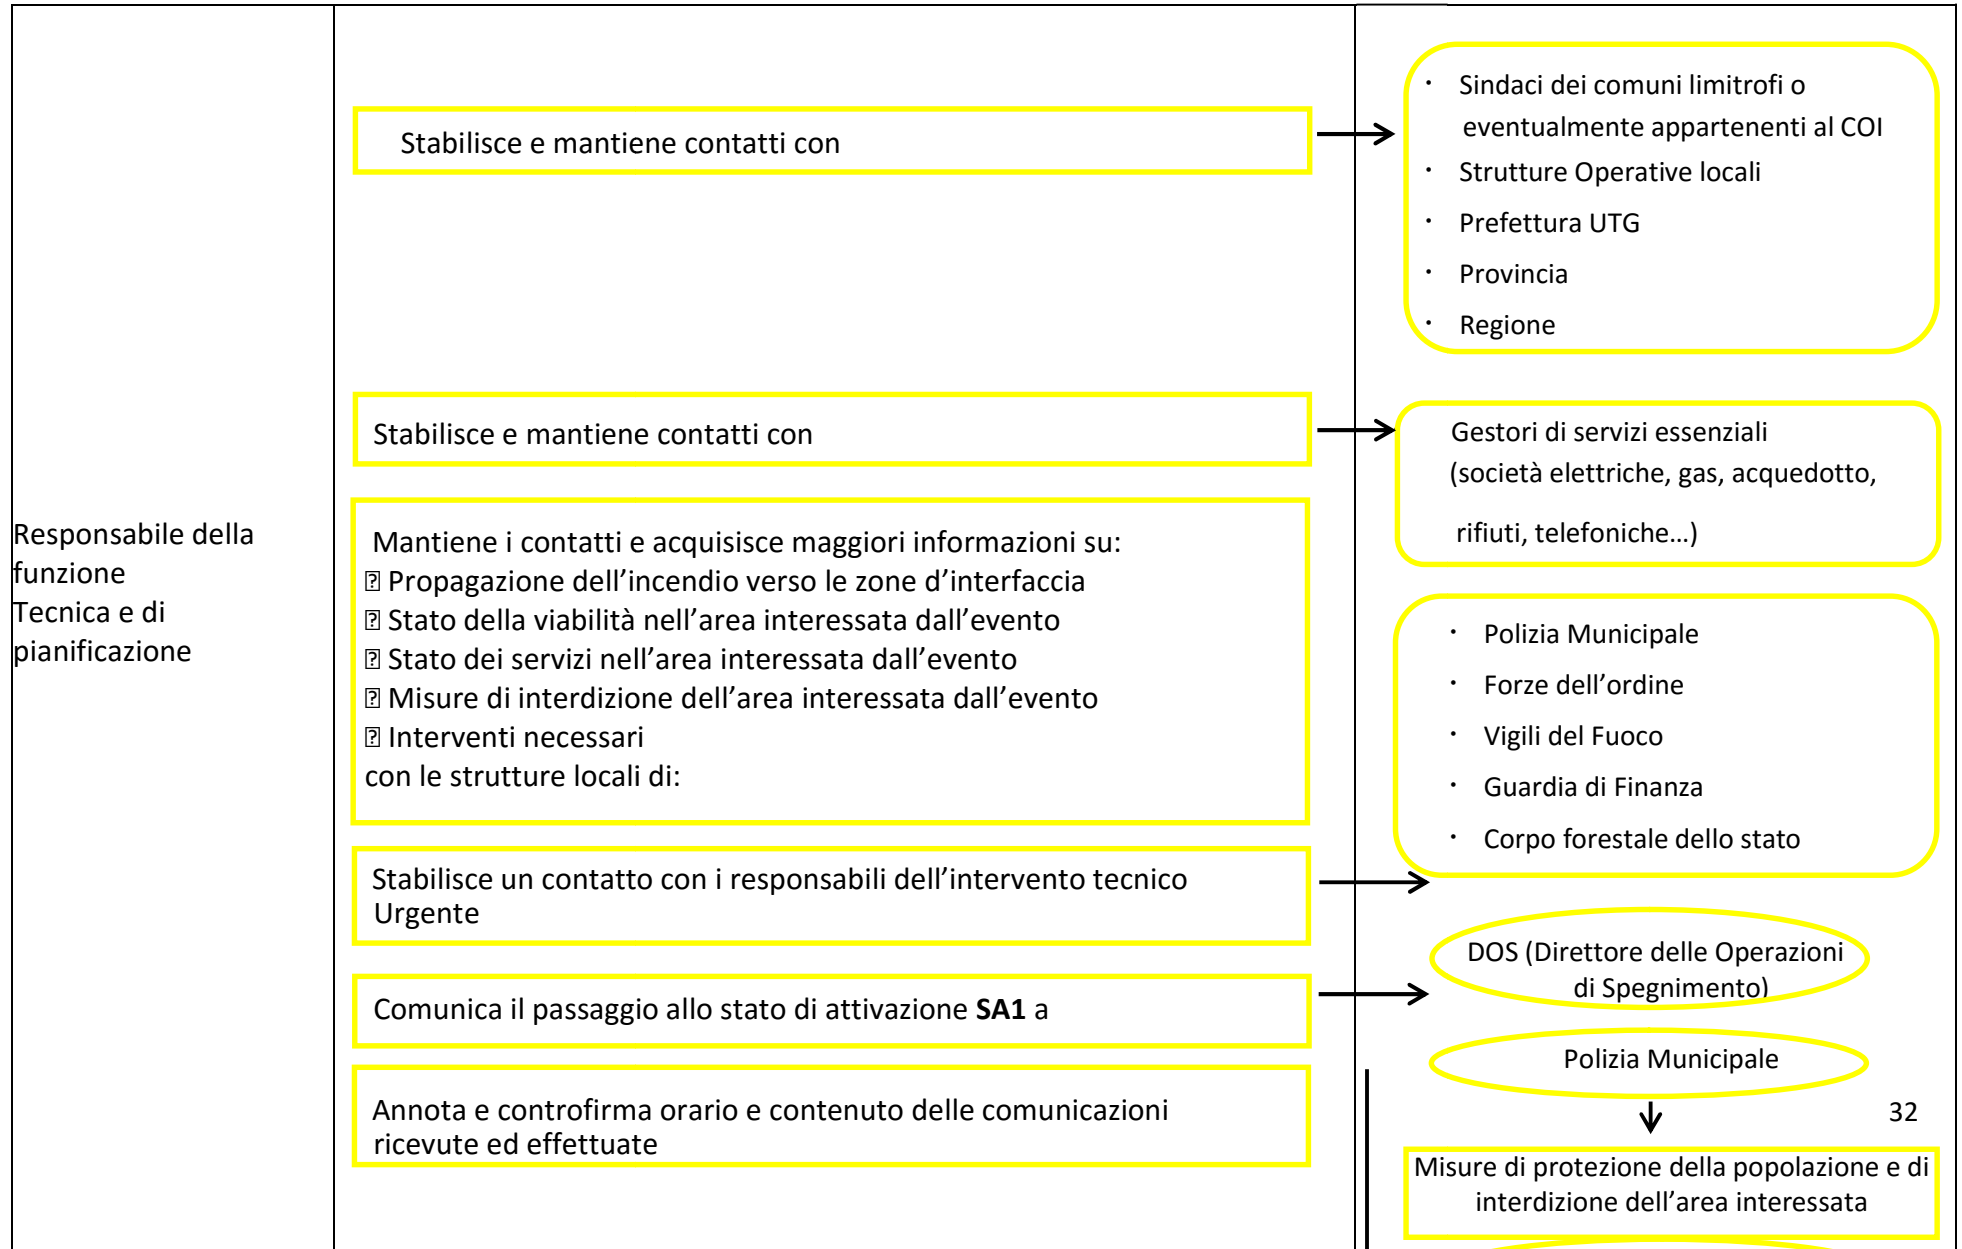 Responsabile della
funzione
Tecnica e di
pianificazione
Stabilisce e mantiene contatti con
· Sindaci dei comuni limitrofi o
eventualmente appartenenti al COI
· Strutture Operative locali
· Prefettura UTG
· Provincia
· Regione
Stabilisce e mantiene contatti con
Gestori di servizi essenziali
(società elettriche, gas, acquedotto,
rifiuti, telefoniche…)
Mantiene i contatti e acquisisce maggiori informazioni su:
⍰ Propagazione dell’incendio verso le zone d’interfaccia
⍰ Stato della viabilità nell’area interessata dall’evento
⍰ Stato dei servizi nell’area interessata dall’evento
⍰ Misure di interdizione dell’area interessata dall’evento
⍰ Interventi necessari
con le strutture locali di:
· Polizia Municipale
· Forze dell’ordine
· Vigili del Fuoco
· Guardia di Finanza
· Corpo forestale dello stato
Stabilisce un contatto con i responsabili dell’intervento tecnico
Urgente
DOS (Direttore delle Operazioni
di Spegnimento)
Comunica il passaggio allo stato di attivazione SA1 a
Polizia Municipale
Annota e controfirma orario e contenuto delle comunicazioni
ricevute ed effettuate
32
Misure di protezione della popolazione e di
interdizione dell’area interessata